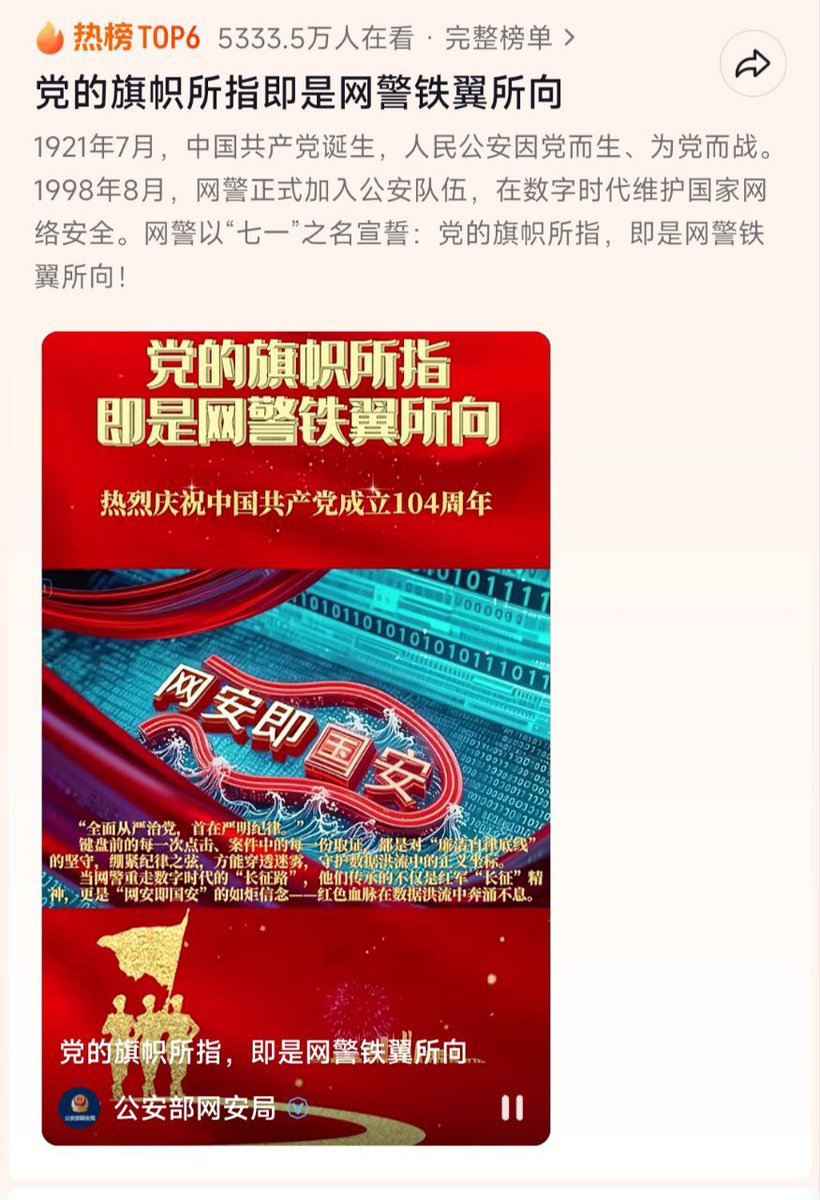 热榜TOP6 5333.5万人在看 · 完整榜单 >
党的旗帜所指即是网警铁翼所向
1921年7月，中国共产党诞生，人民公安因党而生、为党而战。
1998年8月，网警正式加入公安队伍，在数字时代维护国家网
络安全。网警以“七一”之名宣誓：党的旗帜所指，即是网警铁
翼所向！
党的旗帜所指
即是网警铁翼所向
热烈庆祝中国共产党成立104周年
1010111
110101101010101010111011
网安即国安
“全面从严治党，首在严明纪律。”
键盘前的每一次点击、案件中的每一份取证，都是对“廉洁自律底线”
的坚守，绷紧纪律之弦，方能穿透迷雾，守护数据洪流中的正义坐标。
当网警重走数字时代的“长征路”，他们传承的不仅是红军“长征”精
神，更是“网安即国安”的如炬信念——红色血脉在数据洪流中奔涌不息。
党的旗帜所指，即是网警铁翼所向
公安部网安局